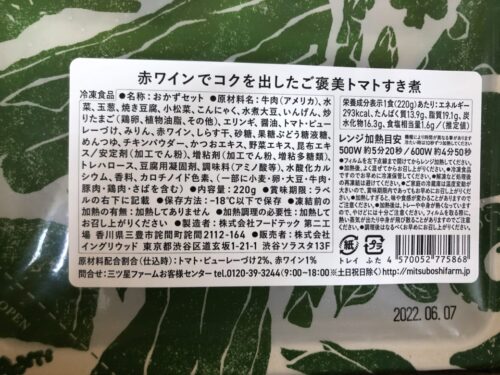 赤ワインでコクを出したご褒美トマトすき煮
冷凍食品 ●名称:おかずセット ●原材料名:牛肉(アメリカ)、水
菜、玉葱、焼き豆腐、小松菜、こんにゃく、水煮大豆、いんげん、炒
りたまご(鶏卵、植物油脂、その他)、エリンギ、醤油、トマト・ピュー
レーづけ、みりん、赤ワイン、しらす干、砂糖、果糖ぶどう糖液糖、
めんつゆ、チキンパウダー、かつおエキス、野菜エキス、昆布エキ
ス/安定剤(加工でん粉)、増粘剤(加工でん粉、増粘多糖類)、
トレハロース、豆腐用凝固剤、調味料(アミノ酸等)、水酸化カル
シウム、香料、カロチノイド色素、(一部に小麦・卵・大豆・牛肉・
豚肉・鶏肉・さばを含む) ●内容量:220g ●賞味期限:ラベ
ルの右下に記載 ●保存方法:-18℃以下で保存 ●凍結前の
加熱の有無:加熱してあります ●加熱調理の必要性:加熱して
お召し上がりください ●製造者:株式会社フードテック 第二工
場 香川県三豊市詫間町詫間2112-164 ●販売者:株式会社
イングリウッド 東京都渋谷区道玄坂1-21-1 渋谷ソラスタ13F
原材料配合割合(仕込時):トマト・ピューレーづけ2%、赤ワイン1%
問合せ:三ツ星ファームお客様センター tel.0120-39-3244(9:00~18:00)※土日祝休 http://mitsuboshifarm.jp/
栄養成分表示1食(220g)あたり:エネルギー
293kcal、たんぱく質13.9g、脂質19.1g、炭
水化物16.3g、食塩相当量1.6g/(推定値)
レンジ加熱目安
500W 約5分20秒/600W 約4分50秒
紙
トレイ
プラ
ふた
4 570052 775868
2022. 06. 07
OPEN